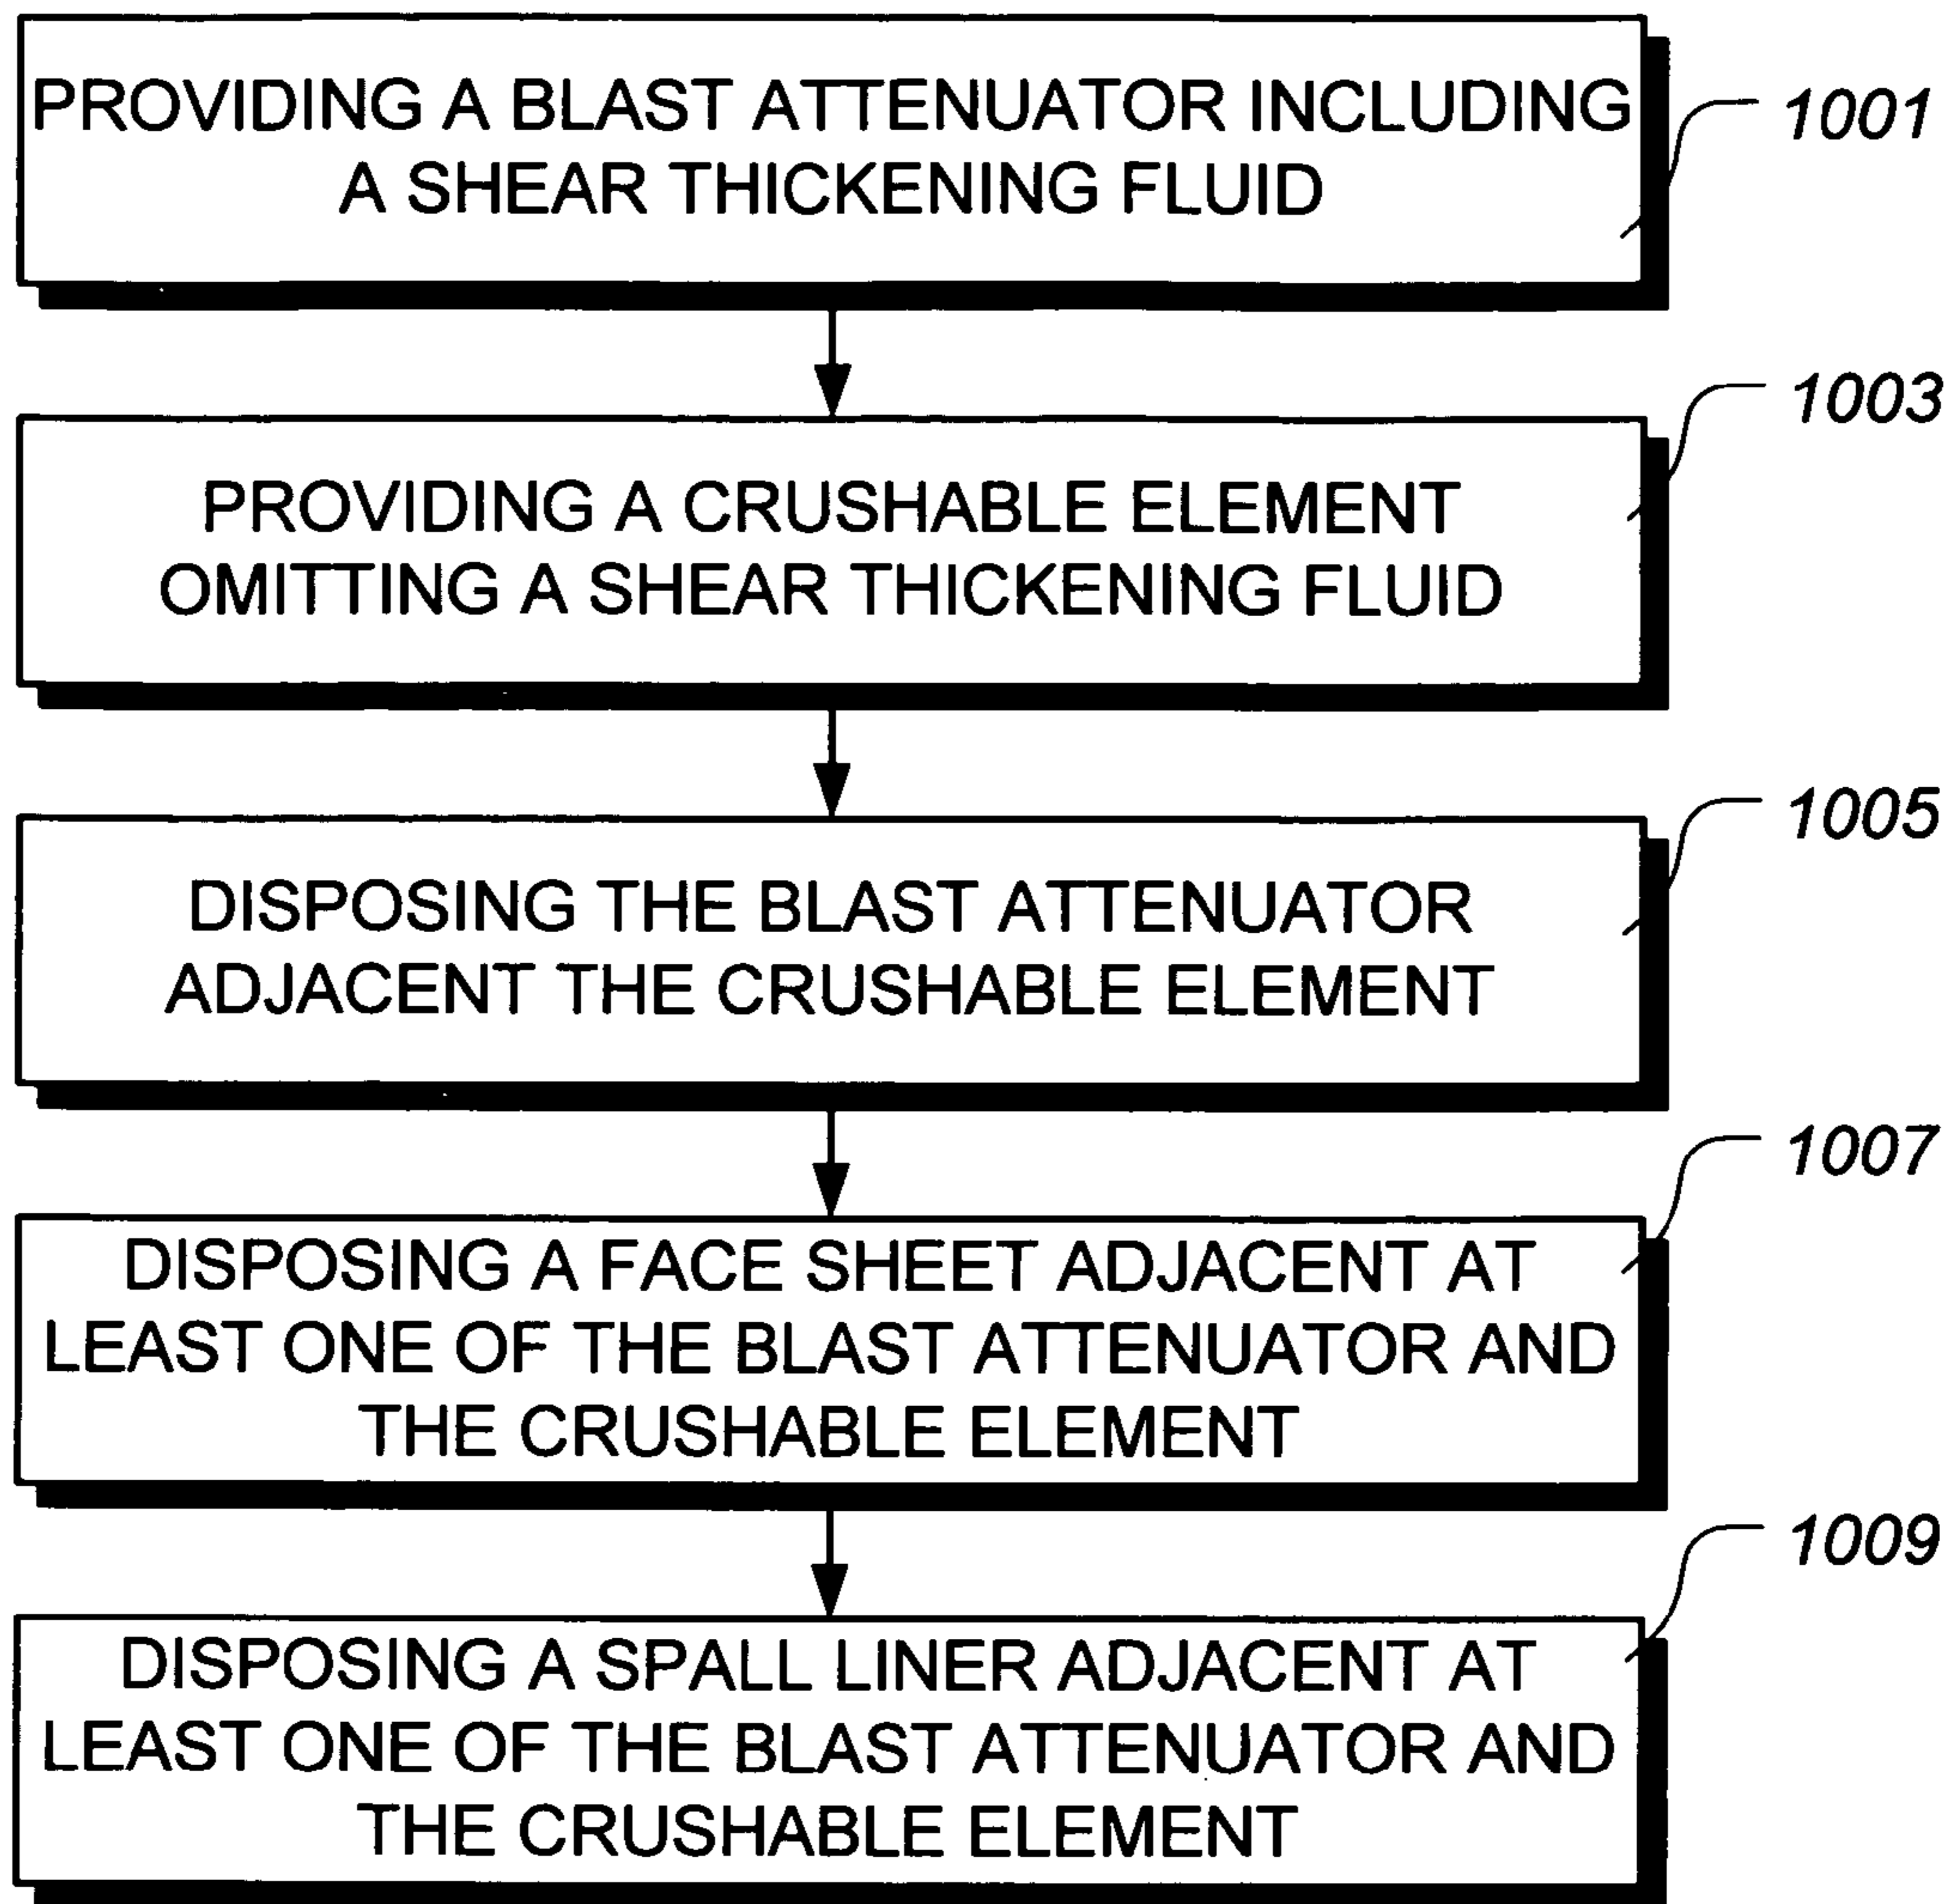 PROVIDING A BLAST ATTENUATOR INCLUDING
A SHEAR THICKENING FLUID
1001
PROVIDING A CRUSHABLE ELEMENT
OMITTING A SHEAR THICKENING FLUID
1003
DISPOSING THE BLAST ATTENUATOR
ADJACENT THE CRUSHABLE ELEMENT
1005
DISPOSING A FACE SHEET ADJACENT AT
LEAST ONE OF THE BLAST ATTENUATOR AND
THE CRUSHABLE ELEMENT
1007
DISPOSING A SPALL LINER ADJACENT AT
LEAST ONE OF THE BLAST ATTENUATOR AND
THE CRUSHABLE ELEMENT
1009